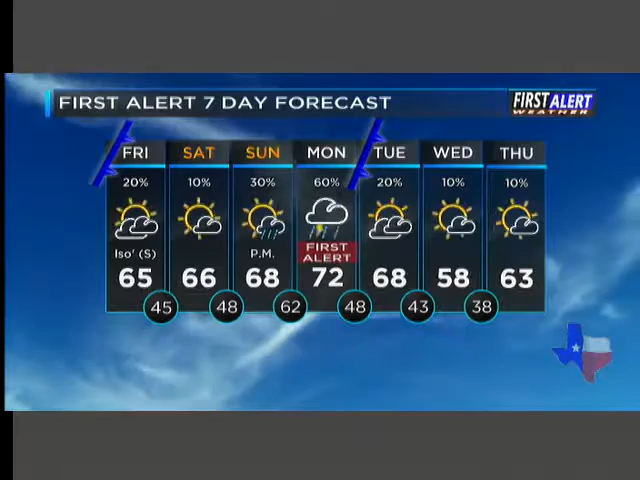 FIRST ALERT 7 DAY FORECAST
FIRST ALERT
WEATHER
FRI SAT SUN MON TUE WED THU
20% 10% 30% 60% 20% 10% 10%
Iso' (S) P.M. FIRST
ALERT
65 66 68 72 68 58 63
45 48 62 48 43 38